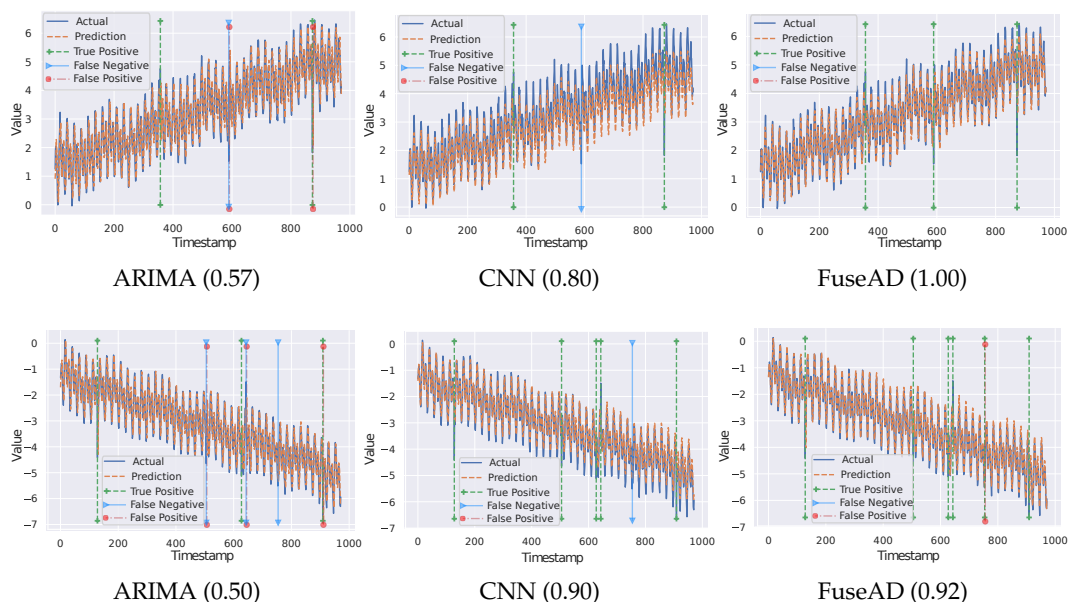 Actual
Prediction
True Positive
False Negative
False Positive
Value
6
5
4
3
2
1
0
0 200 400 600 800 1000
Timestamp
ARIMA (0.57)
Actual
Prediction
True Positive
False Negative
False Positive
Value
6
5
4
3
2
1
0
0 200 400 600 800 1000
Timestamp
CNN (0.80)
Actual
Prediction
True Positive
False Negative
False Positive
Value
6
5
4
3
2
1
0
0 200 400 600 800 1000
Timestamp
FuseAD (1.00)
Value
0
−1
−2
−3
−4
−5
−6
−7
Actual
Prediction
True Positive
False Negative
False Positive
0 200 400 600 800 1000
Timestamp
ARIMA (0.50)
Value
0
−1
−2
−3
−4
−5
−6
−7
Actual
Prediction
True Positive
False Negative
False Positive
0 200 400 600 800 1000
Timestamp
CNN (0.90)
Value
0
−1
−2
−3
−4
−5
−6
−7
Actual
Prediction
True Positive
False Negative
False Positive
0 200 400 600 800 1000
Timestamp
FuseAD (0.92)